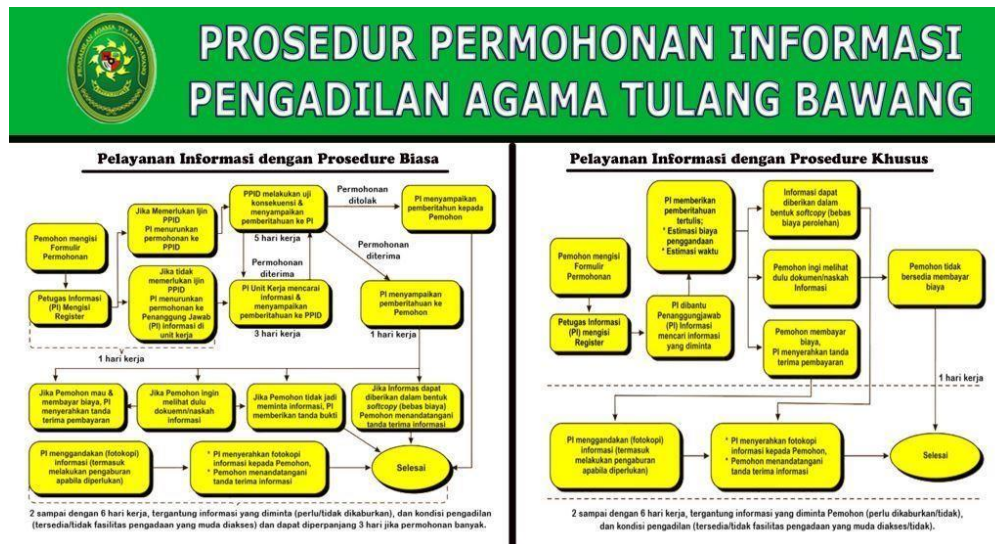 PROSEDUR PERMOHONAN INFORMASI
PENGADILAN AGAMA TULANG BAWANG
PENGADILAN AGAMA TULANG BAWANG
Pelayanan Informasi dengan Prosedure Biasa
Pemohon mengisi
Formulir
Permohonan
Petugas Informasi
(PI) Mengisi
Register
Jika Memerlukan Ijin
PPID
PI menurunkan
permohonan ke
PPID
Jika tidak
memerlukan ijin
PPID
PI menurunkan
permohonan ke
Penanggung Jawab
(PI) informasi di
unit kerja
1 hari kerja
PPID melakukan uji
konsekuensi &
menyampaikan
pemberitahuan ke PI
5 hari kerja
Permohonan
diterima
PI Unit Kerja mencarai
informasi &
menyampaikan
pemberitahuan ke PPID
3 hari kerja
Permohonan
ditolak
PI menyampaikan
pemberitahun kepada
Pemohon
Permohonan
diterima
PI menyampaikan
pemberitahuan ke
Pemohon
1 hari kerja
Jika Pemohon mau &
membayar biaya, PI
menyerahkan tanda
terima pembayaran
Jika Pemohon ingin
melihat dulu
dokuemn/naskah
informasi
Jika Pemohon tidak jadi
meminta informasi, PI
memberikan tanda bukti
Jika Informas dapat
diberikan dalam bentuk
softcopy (bebas biaya)
Pemohon menandatangani
tanda terima informasi
PI menggandakan (fotokopi)
informasi (termasuk
melakukan pengaburan
apabila diperlukan)
* PI menyerahkan fotokopi
informasi kepada Pemohon,
* Pemohon menandatangani
tanda terima informasi
Selesai
2 sampai dengan 6 hari kerja, tergantung informasi yang diminta (perlu/tidak dikaburkan), dan kondisi pengadilan
(tersedia/tidak fasilitas pengadaan yang muda diakses) dan dapat diperpanjang 3 hari jika permohonan banyak.
Pelayanan Informasi dengan Prosedure Khusus
Pemohon mengisi
Formulir
Permohonan
Petugas Informasi
(PI) mengisi
Register
PI memberikan
pemberitahuan
tertulis;
* Estimasi biaya
penggandaan
* Estimasi waktu
PI dibantu
Penanggungjawab
(PI) Informasi
mencari informasi
yang diminta
Informasi dapat
diberikan dalam
bentuk softcopy (bebas
biaya perolehan)
Pemohon ingi melihat
dulu dokumen/naskah
Informasi
Pemohon membayar
biaya,
PI menyerahkan tanda
terima pembayaran
Pemohon tidak
bersedia membayar
biaya
1 hari kerja
PI menggandakan (fotokopi)
informasi (termasuk
melakukan pengaburan
apabila diperlukan)
* PI menyerahkan fotokopi
informasi kepada Pemohon,
* Pemohon menandatangani
tanda terima informasi
Selesai
2 sampai dengan 6 hari kerja, tergantung informasi yang diminta Pemohon (perlu dikaburkan/tidak),
dan kondisi pengadilan (tersedia/tidak fasilitas pengadaan yang muda diakses/tidak).